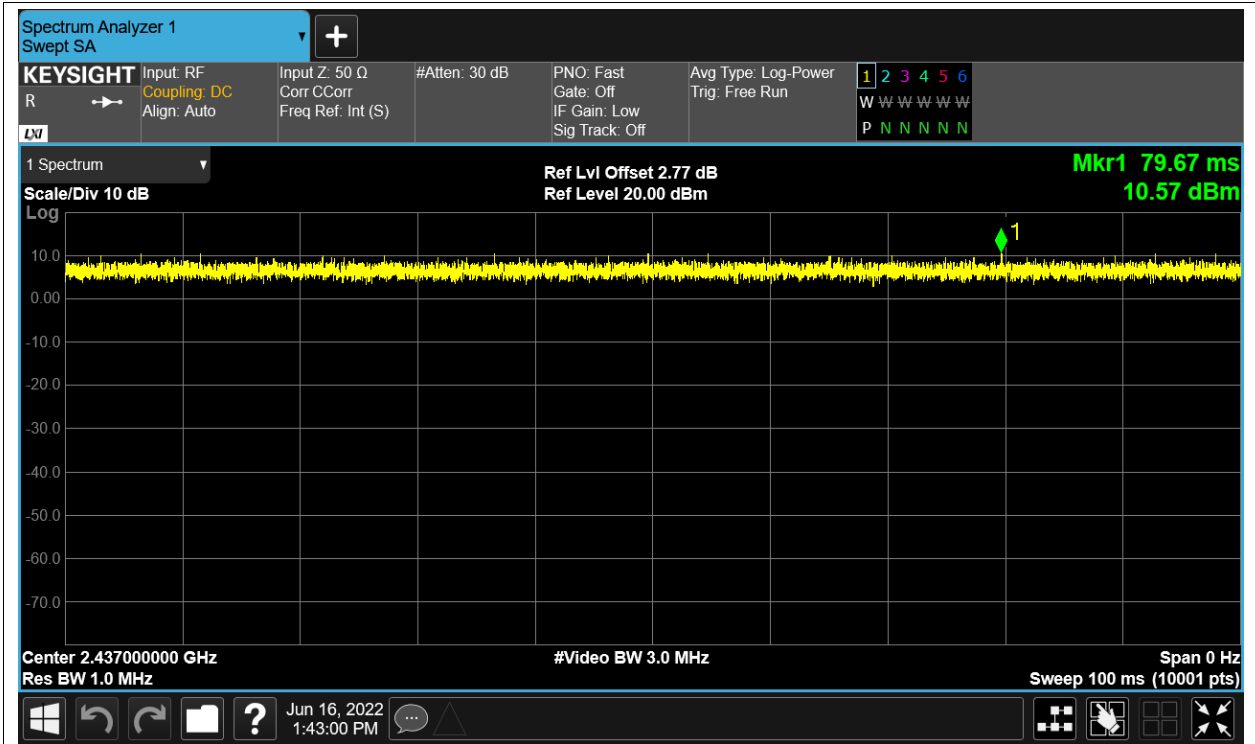 Spectrum Analyzer 1
Swept SA
+
KEYSIGHT
R
LXI
Input: RF
Coupling: DC
Align: Auto
Input Z: 50 Ω
Corr CCorr
Freq Ref: Int (S)
#Atten: 30 dB
PNO: Fast
Gate: Off
IF Gain: Low
Sig Track: Off
Avg Type: Log-Power
Trig: Free Run
1 2 3 4 5 6
W W W W W W
P N N N N N
1 Spectrum
Scale/Div 10 dB
Ref Lvl Offset 2.77 dB
Ref Level 20.00 dBm
Mkr1 79.67 ms
10.57 dBm
Log
1
10.0
0.00
-10.0
-20.0
-30.0
-40.0
-50.0
-60.0
-70.0
Center 2.437000000 GHz
#Video BW 3.0 MHz
Span 0 Hz
Res BW 1.0 MHz
Sweep 100 ms (10001 pts)
?
Jun 16, 2022
1:43:00 PM